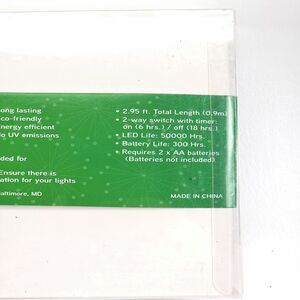 ong lasting
co-friendly
nergy efficient
o UV emissions
ded for
Ensure there is
ation for your lights
altimore, MD
• 2.95 ft. Total Length (0.9m)
• 2-way switch with timer:
on (6 hrs.) / off (18 hrs.)
• LED Life: 50000 Hrs.
• Battery Life: 300 Hrs.
• Requires 2 x AA batteries
(Batteries not included)
MADE IN CHINA